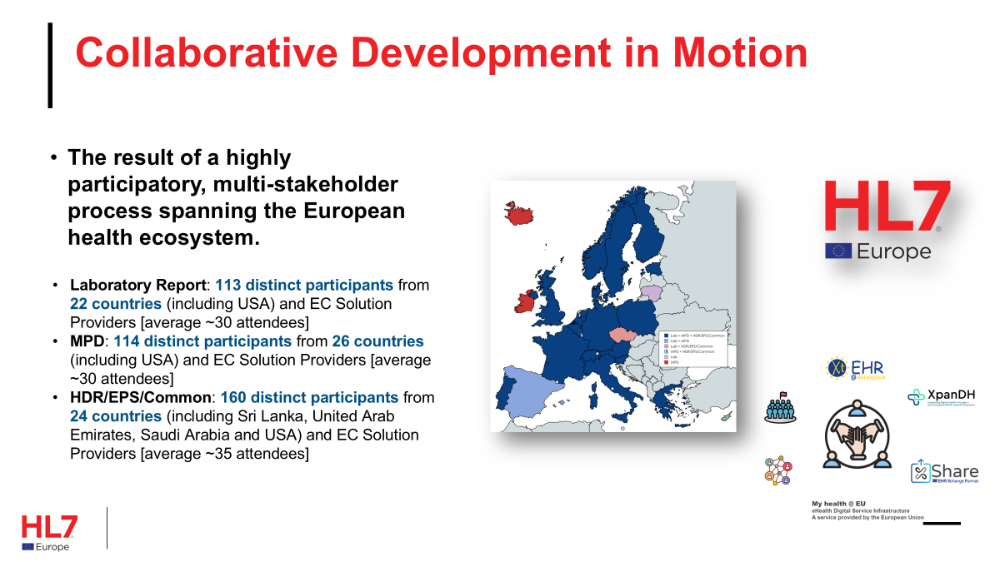 Collaborative Development in Motion
• The result of a highly
participatory, multi-stakeholder
process spanning the European
health ecosystem.
• Laboratory Report: 113 distinct participants from
22 countries (including USA) and EC Solution
Providers [average ~30 attendees]
• MPD: 114 distinct participants from 26 countries
(including USA) and EC Solution Providers [average
~30 attendees]
• HDR/EPS/Common: 160 distinct participants from
24 countries (including Sri Lanka, United Arab
Emirates, Saudi Arabia and USA) and EC Solution
Providers [average ~35 attendees]
Lab + MPD + HDR/EPS/Common
Lab + MPD
Lab + HDR/EPS/Common
MPD + HDR/EPS/Common
Lab
MPD
HL7®
Europe
Xt EHR
@dataspace
XpanDH
Share
EHR Xchange Format
My health @ EU
eHealth Digital Service Infrastructure
A service provided by the European Union
HL7®
Europe